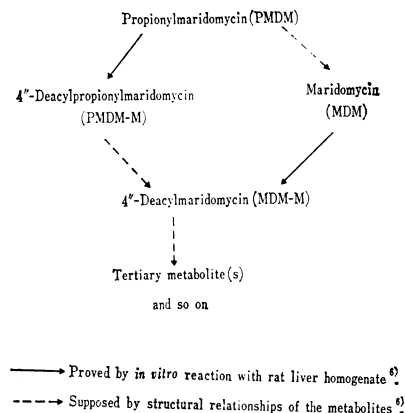 Propionylmaridomycin (PMDM)
4″-Deacylpropionylmaridomycin
(PMDM-M)
Maridomycin
(MDM)
4″-Deacylmaridomycin (MDM-M)
Tertiary metabolite (s)
and so on
Proved by in vitro reaction with rat liver homogenate 6).
Supposed by structural relationships of the metabolites 6)